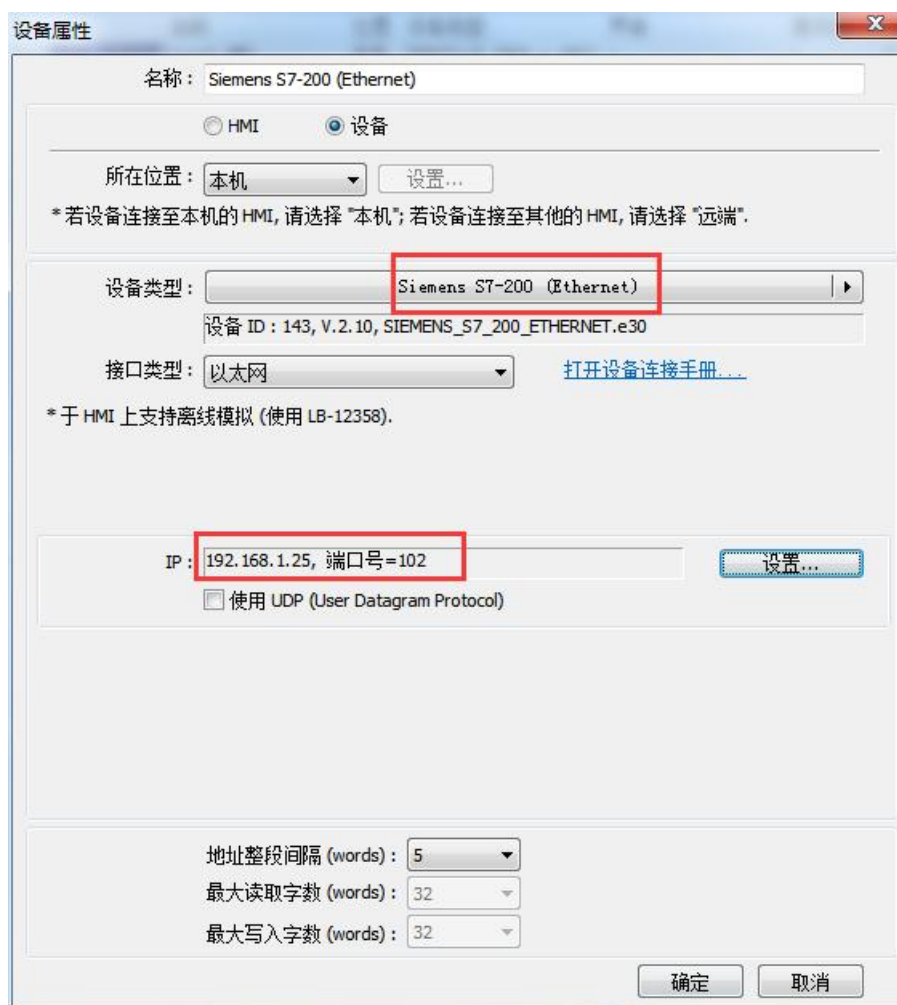 设备属性
名称： Siemens S7-200 (Ethernet)
HMI 设备
所在位置： 本机 设置...
* 若设备连接至本机的 HMI, 请选择 "本机"; 若设备连接至其他的 HMI, 请选择 "远端".
设备类型： Siemens S7-200 (Ethernet)
设备 ID : 143, V.2.10, SIEMENS_S7_200_ETHERNET.e30
接口类型： 以太网 打开设备连接手册...
* 于 HMI 上支持离线模拟 (使用 LB-12358).
IP： 192.168.1.25, 端口号=102 设置...
使用 UDP (User Datagram Protocol)
地址整段间隔 (words)： 5
最大读取字数 (words)： 32
最大写入字数 (words)： 32
确定 取消